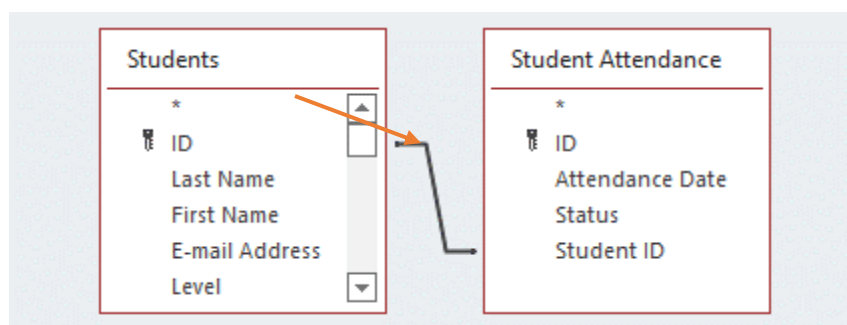 Students
*
ID
Last Name
First Name
E-mail Address
Level
Student Attendance
*
ID
Attendance Date
Status
Student ID